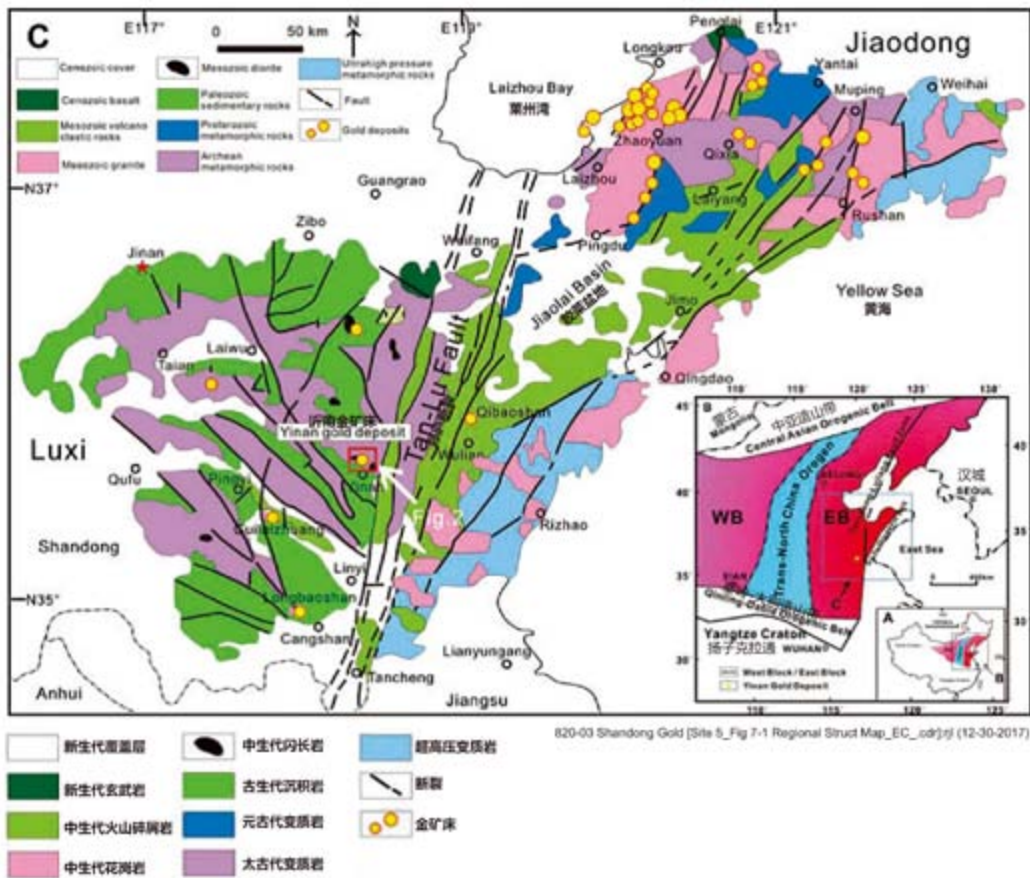 C
E117°
E119°
E121°
0 50 km
N
Cenozoic cover
Cenozoic basalt
Mesozoic volcano clastic rocks
Mesozoic granite
Mesozoic diorite
Paleozoic sedimentary rocks
Proterozoic metamorphic rocks
Archean metamorphic rocks
Ultrahigh pressure metamorphic rocks
Fault
Gold deposits
Laizhou Bay
莱州湾
Penglai
Longkou
Jiaodong
Yantai
Weihai
Muping
Zhaoyuan
Qixia
Laizhou
Laiyang
Rushan
N37°
Guangrao
Zibo
Jinan
Weifang
Pingdu
Jiaolai Basin
Jimo
Yellow Sea
黄海
Qingdao
Laiwu
Taian
Tan-Lu Fault
沂南金矿床
Yinan gold deposit
Qibaoshan
Wulian
Luxi
Qufu
Pingyi
Yinan
Fig.2
Guilaizhuang
Rizhao
Shandong
Linyi
N35°
Longbaoshan
Cangshan
Lianyungang
Tancheng
Anhui
Jiangsu
B
蒙古
Mongolia
中亚造山带
Central Asian Orogenic Belt
汉城
SEOUL
WB
Trans-North China Orogen
EB
East Sea
C
Qinling-Dabie Orogenic Belt
Yangtze Craton
扬子克拉通
WUHAN
West Block / East Block
Yinan Gold Deposit
A
B
820-03 Shandong Gold [Site 5_Fig 7-1 Regional Struct Map_EC_.cdr]:rjl (12-30-2017)
新生代覆盖层
新生代玄武岩
中生代火山碎屑岩
中生代花岗岩
中生代闪长岩
古生代沉积岩
元古代变质岩
太古代变质岩
超高压变质岩
断裂
金矿床